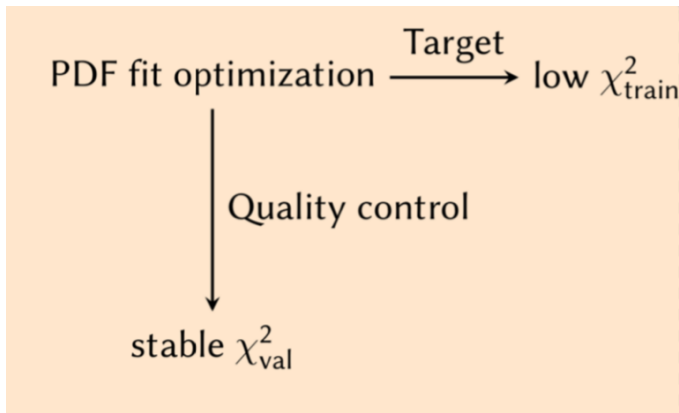 Target
PDF fit optimization
low χ²train
Quality control
stable χ²val